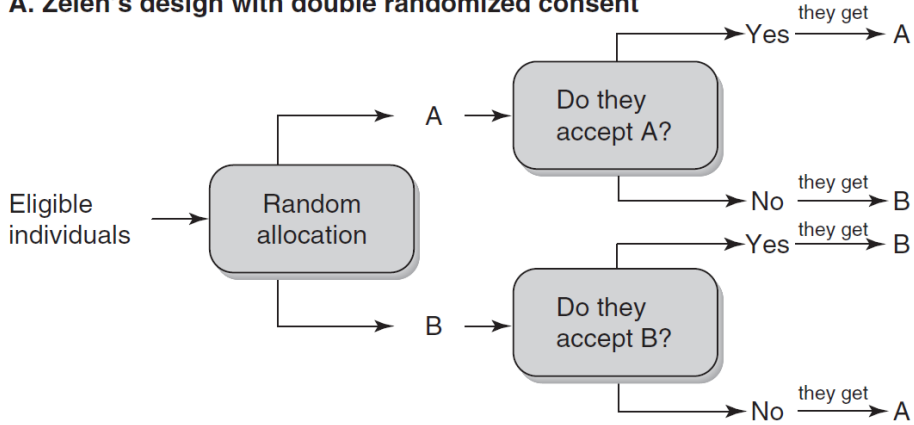 A. Zelen's design with double randomized consent
they get
Yes
A
Do they
accept A?
A
No
they get
B
Eligible
individuals
Random
allocation
Yes
they get
B
B
Do they
accept B?
No
they get
A